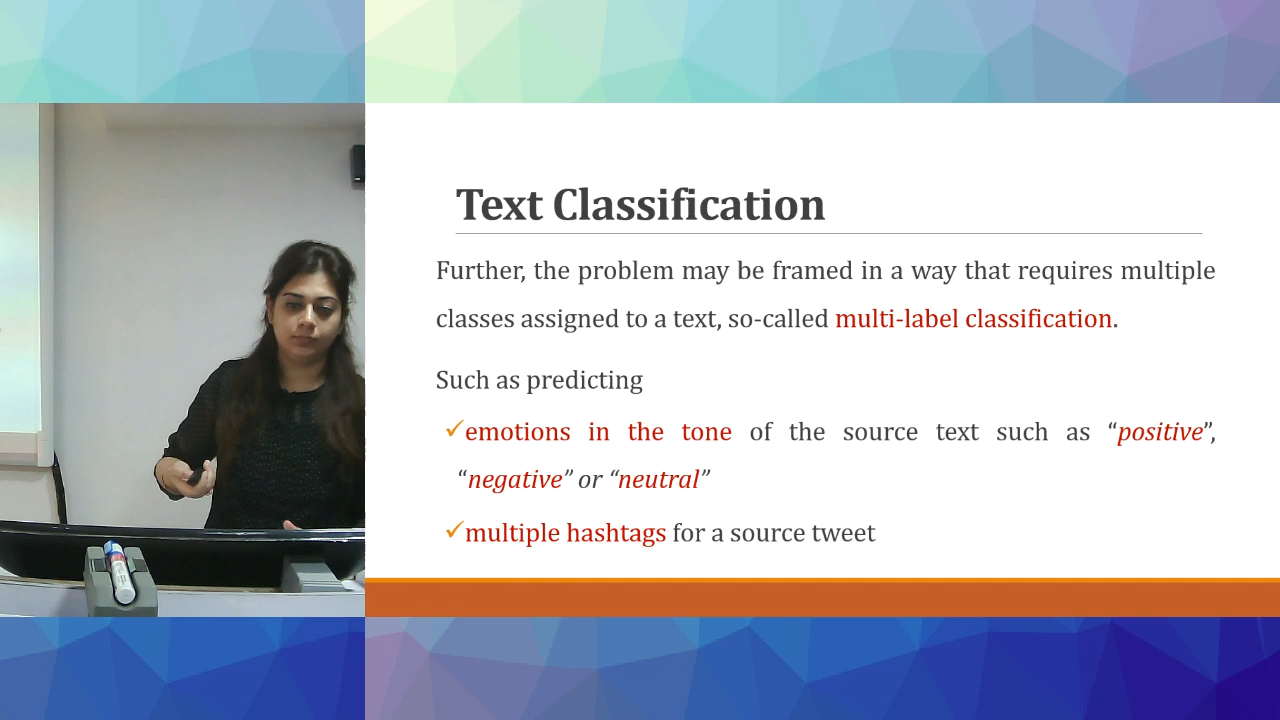 Text Classification
Further, the problem may be framed in a way that requires multiple
classes assigned to a text, so-called multi-label classification.
Such as predicting
✓emotions in the tone of the source text such as “positive”,
“negative” or “neutral”
✓multiple hashtags for a source tweet